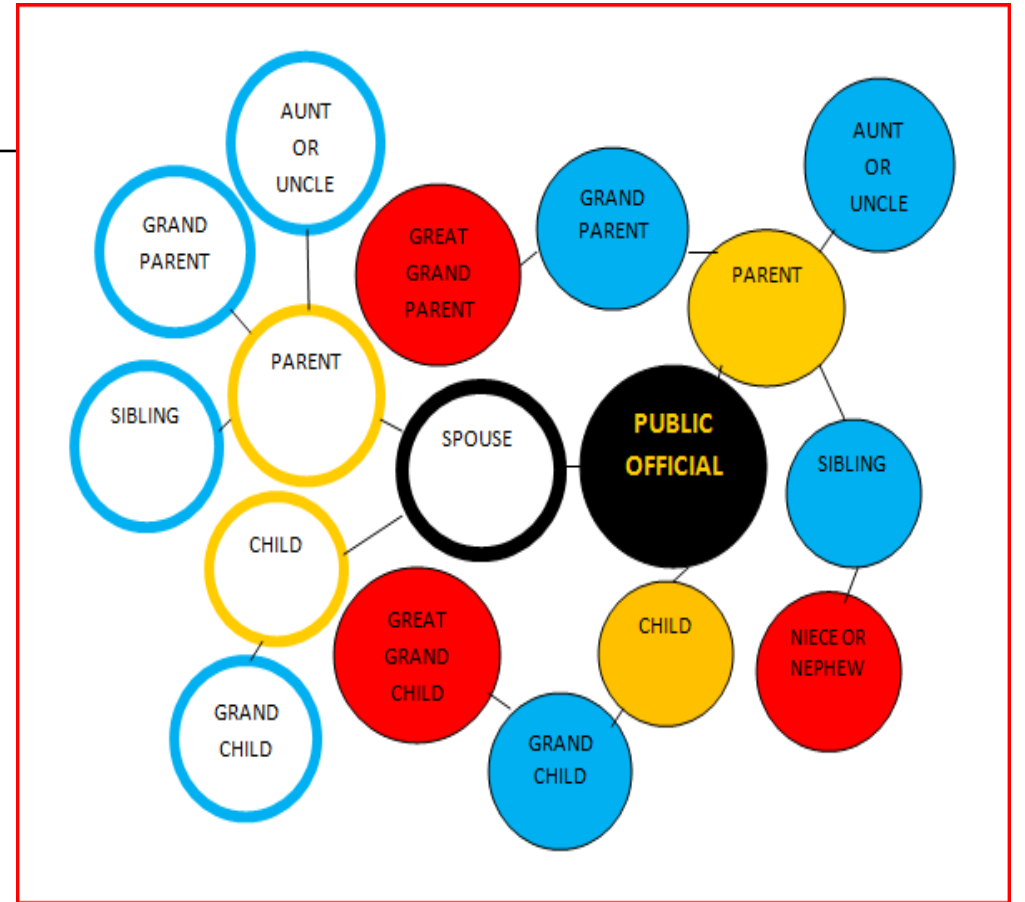 AUNT
OR
UNCLE
GRAND
PARENT
PARENT
SIBLING
CHILD
GRAND
CHILD
SPOUSE
GREAT
GRAND
PARENT
GRAND
PARENT
AUNT
OR
UNCLE
PARENT
PUBLIC
OFFICIAL
SIBLING
NIECE OR
NEPHEW
CHILD
GRAND
CHILD
GREAT
GRAND
CHILD